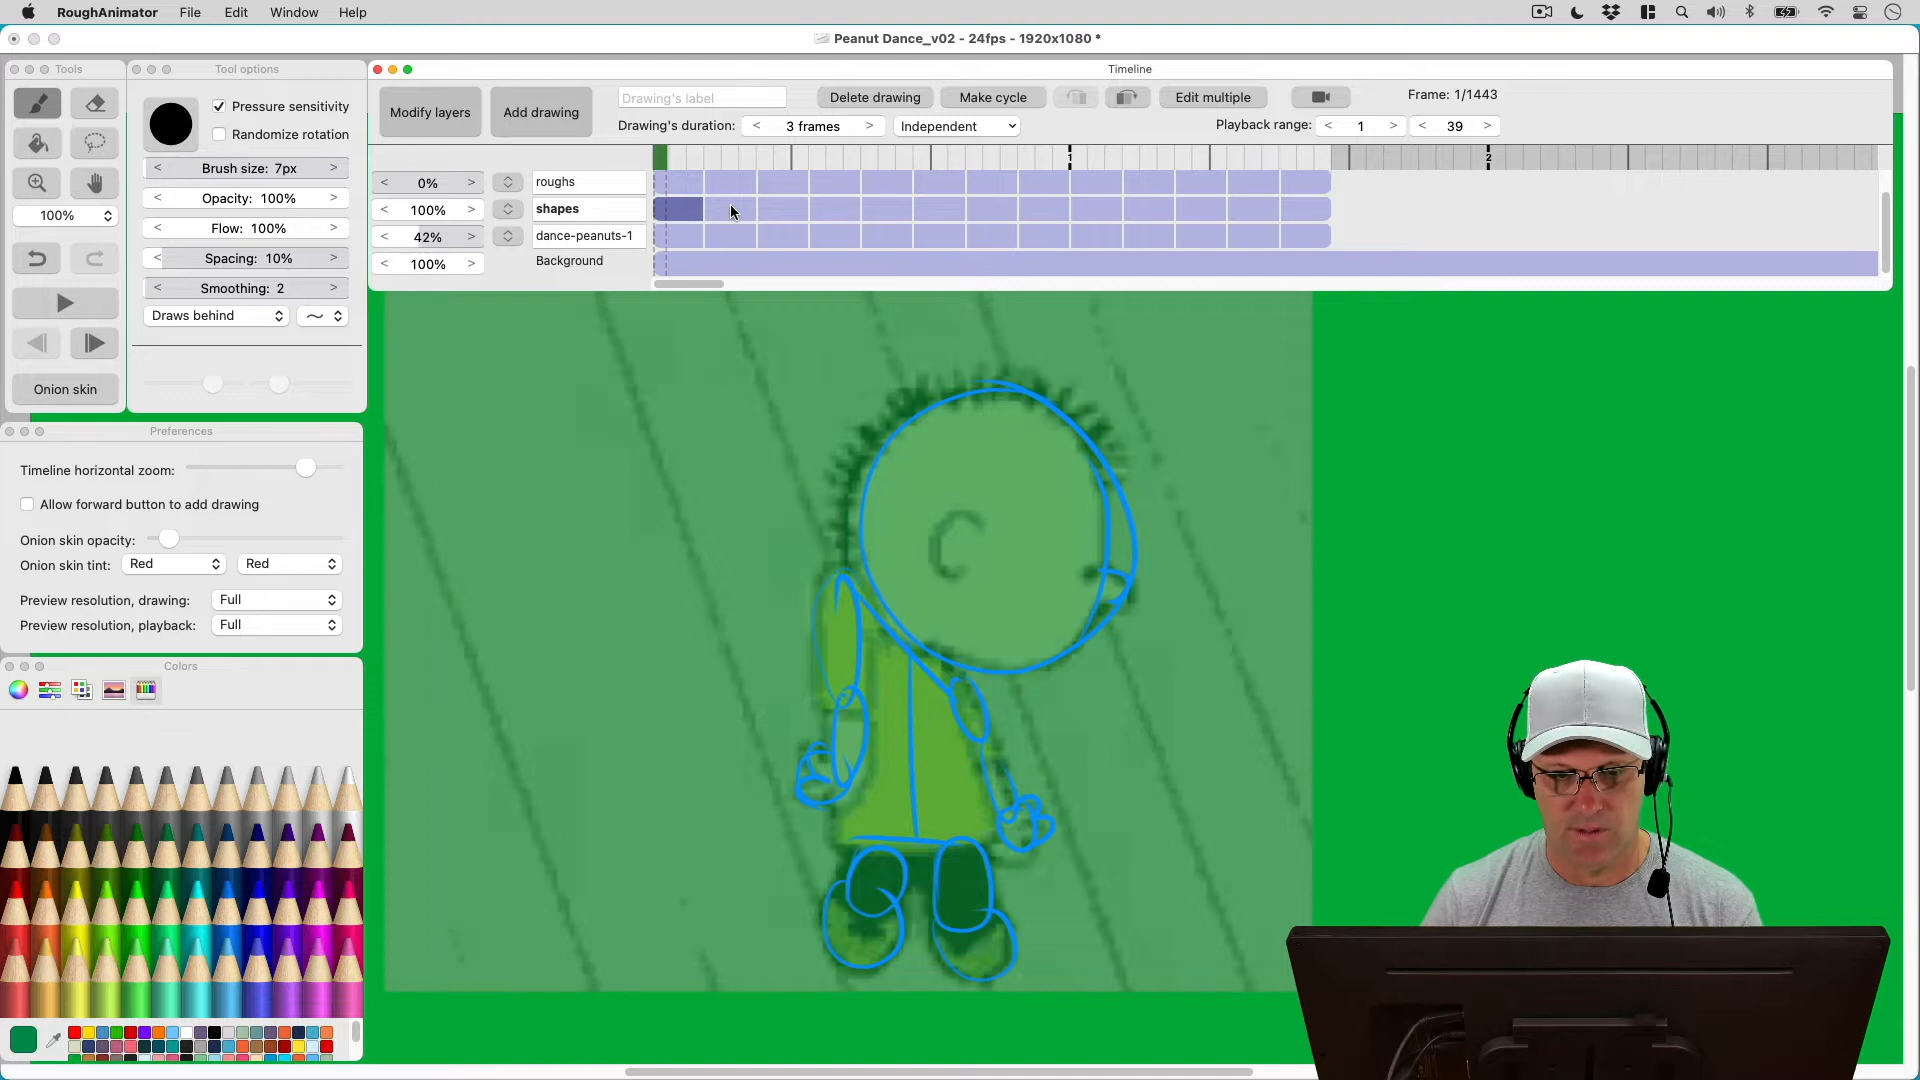 RoughAnimator File Edit Window Help
Peanut Dance_v02 - 24fps - 1920x1080 *
Tools
Tool options
Timeline
Pressure sensitivity
Randomize rotation
Modify layers
Add drawing
Drawing's label
Delete drawing
Make cycle
Edit multiple
Frame: 1/1443
Drawing's duration: < 3 frames > Independent
Playback range: < 1 > < 39 >
1 2
< Brush size: 7px >
< Opacity: 100% >
< Flow: 100% >
< Spacing: 10% >
< Smoothing: 2 >
Draws behind
< 0% > roughs
< 100% > shapes
< 42% > dance-peanuts-1
< 100% > Background
100%
Onion skin
Preferences
Timeline horizontal zoom:
Allow forward button to add drawing
Onion skin opacity:
Onion skin tint: Red Red
Preview resolution, drawing: Full
Preview resolution, playback: Full
Colors